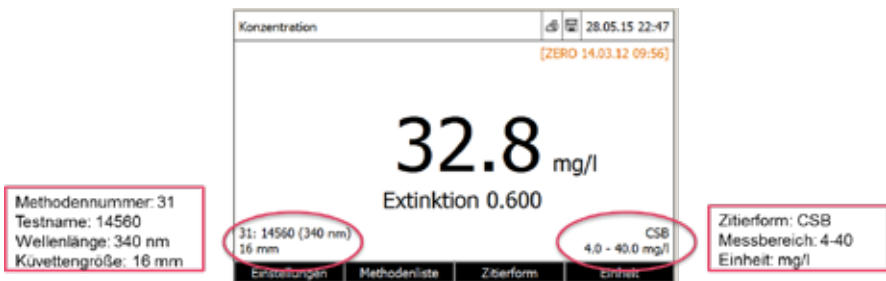 Konzentration
28.05.15 22:47
[ZERO 14.03.12 09:56]
32.8 mg/l
Extinktion 0.600
Methodennummer: 31
Testname: 14560
Wellenlänge: 340 nm
Küvettengröße: 16 mm
31: 14560 (340 nm)
16 mm
CSB
4.0 - 40.0 mg/l
Zitierform: CSB
Messbereich: 4-40
Einheit: mg/l
Einstellungen Methodenliste Zitierform Einheit